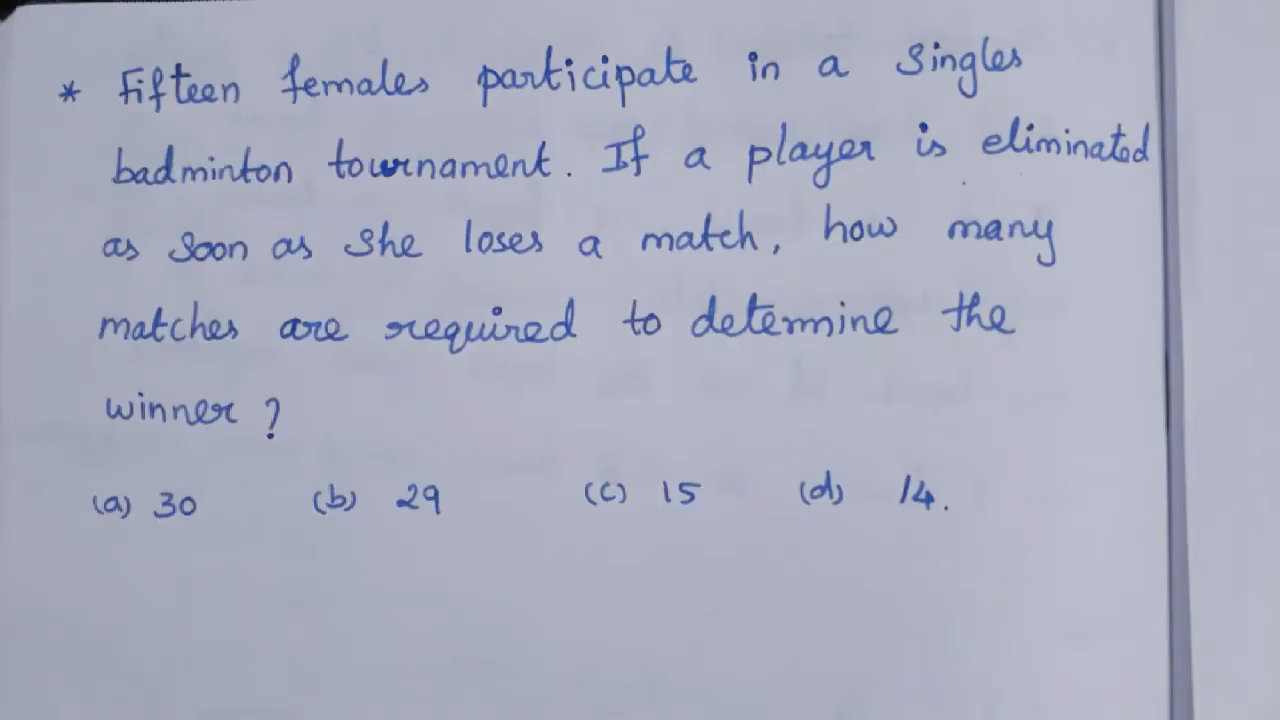 * Fifteen females participate in a singles
badminton tournament. If a player is eliminated
as soon as she loses a match, how many
matches are required to determine the
winner?
(a) 30 (b) 29 (c) 15 (d) 14.